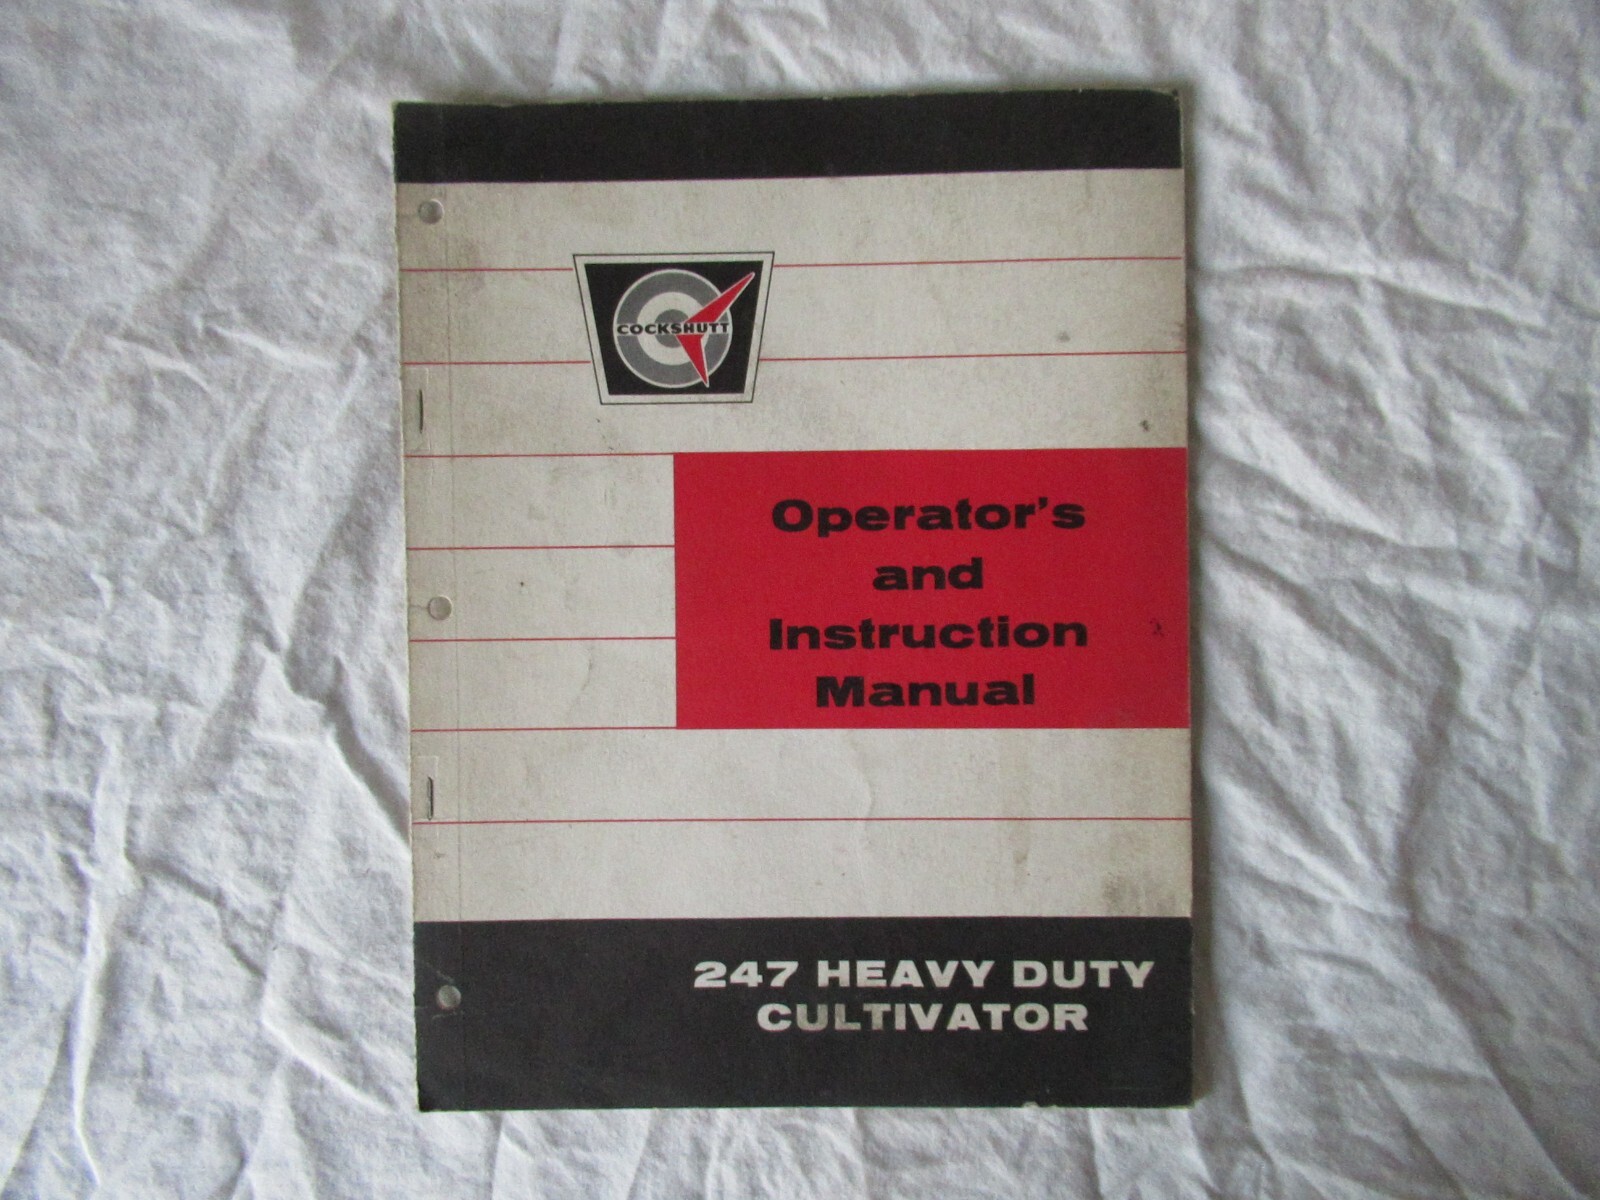 COCKSHUTT
Operator's
and
Instruction
Manual
247 HEAVY DUTY
CULTIVATOR